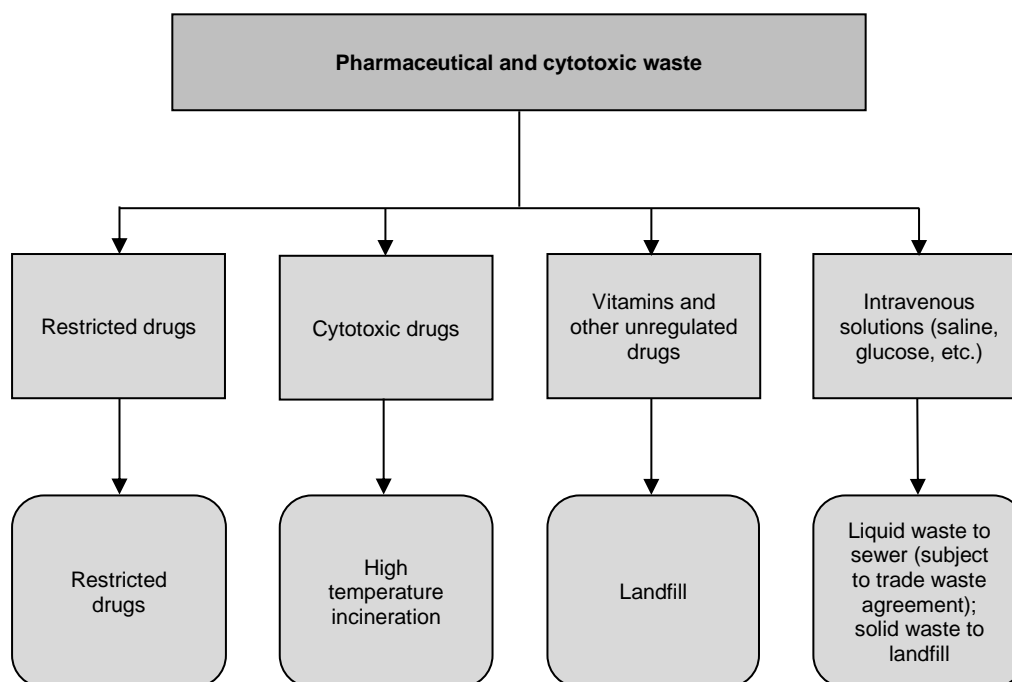 Pharmaceutical and cytotoxic waste
Restricted drugs
Cytotoxic drugs
Vitamins and
other unregulated
drugs
Intravenous
solutions (saline,
glucose, etc.)
Restricted
drugs
High
temperature
incineration
Landfill
Liquid waste to
sewer (subject
to trade waste
agreement);
solid waste to
landfill